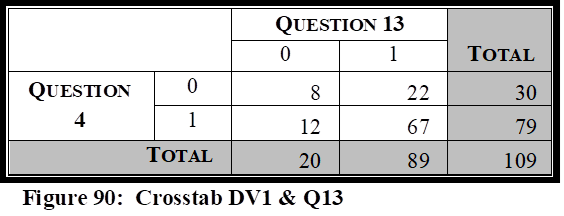 QUESTION 13
0 1 TOTAL
QUESTION 4 0 8 22 30
1 12 67 79
TOTAL 20 89 109
Figure 90: Crosstab DV1 & Q13